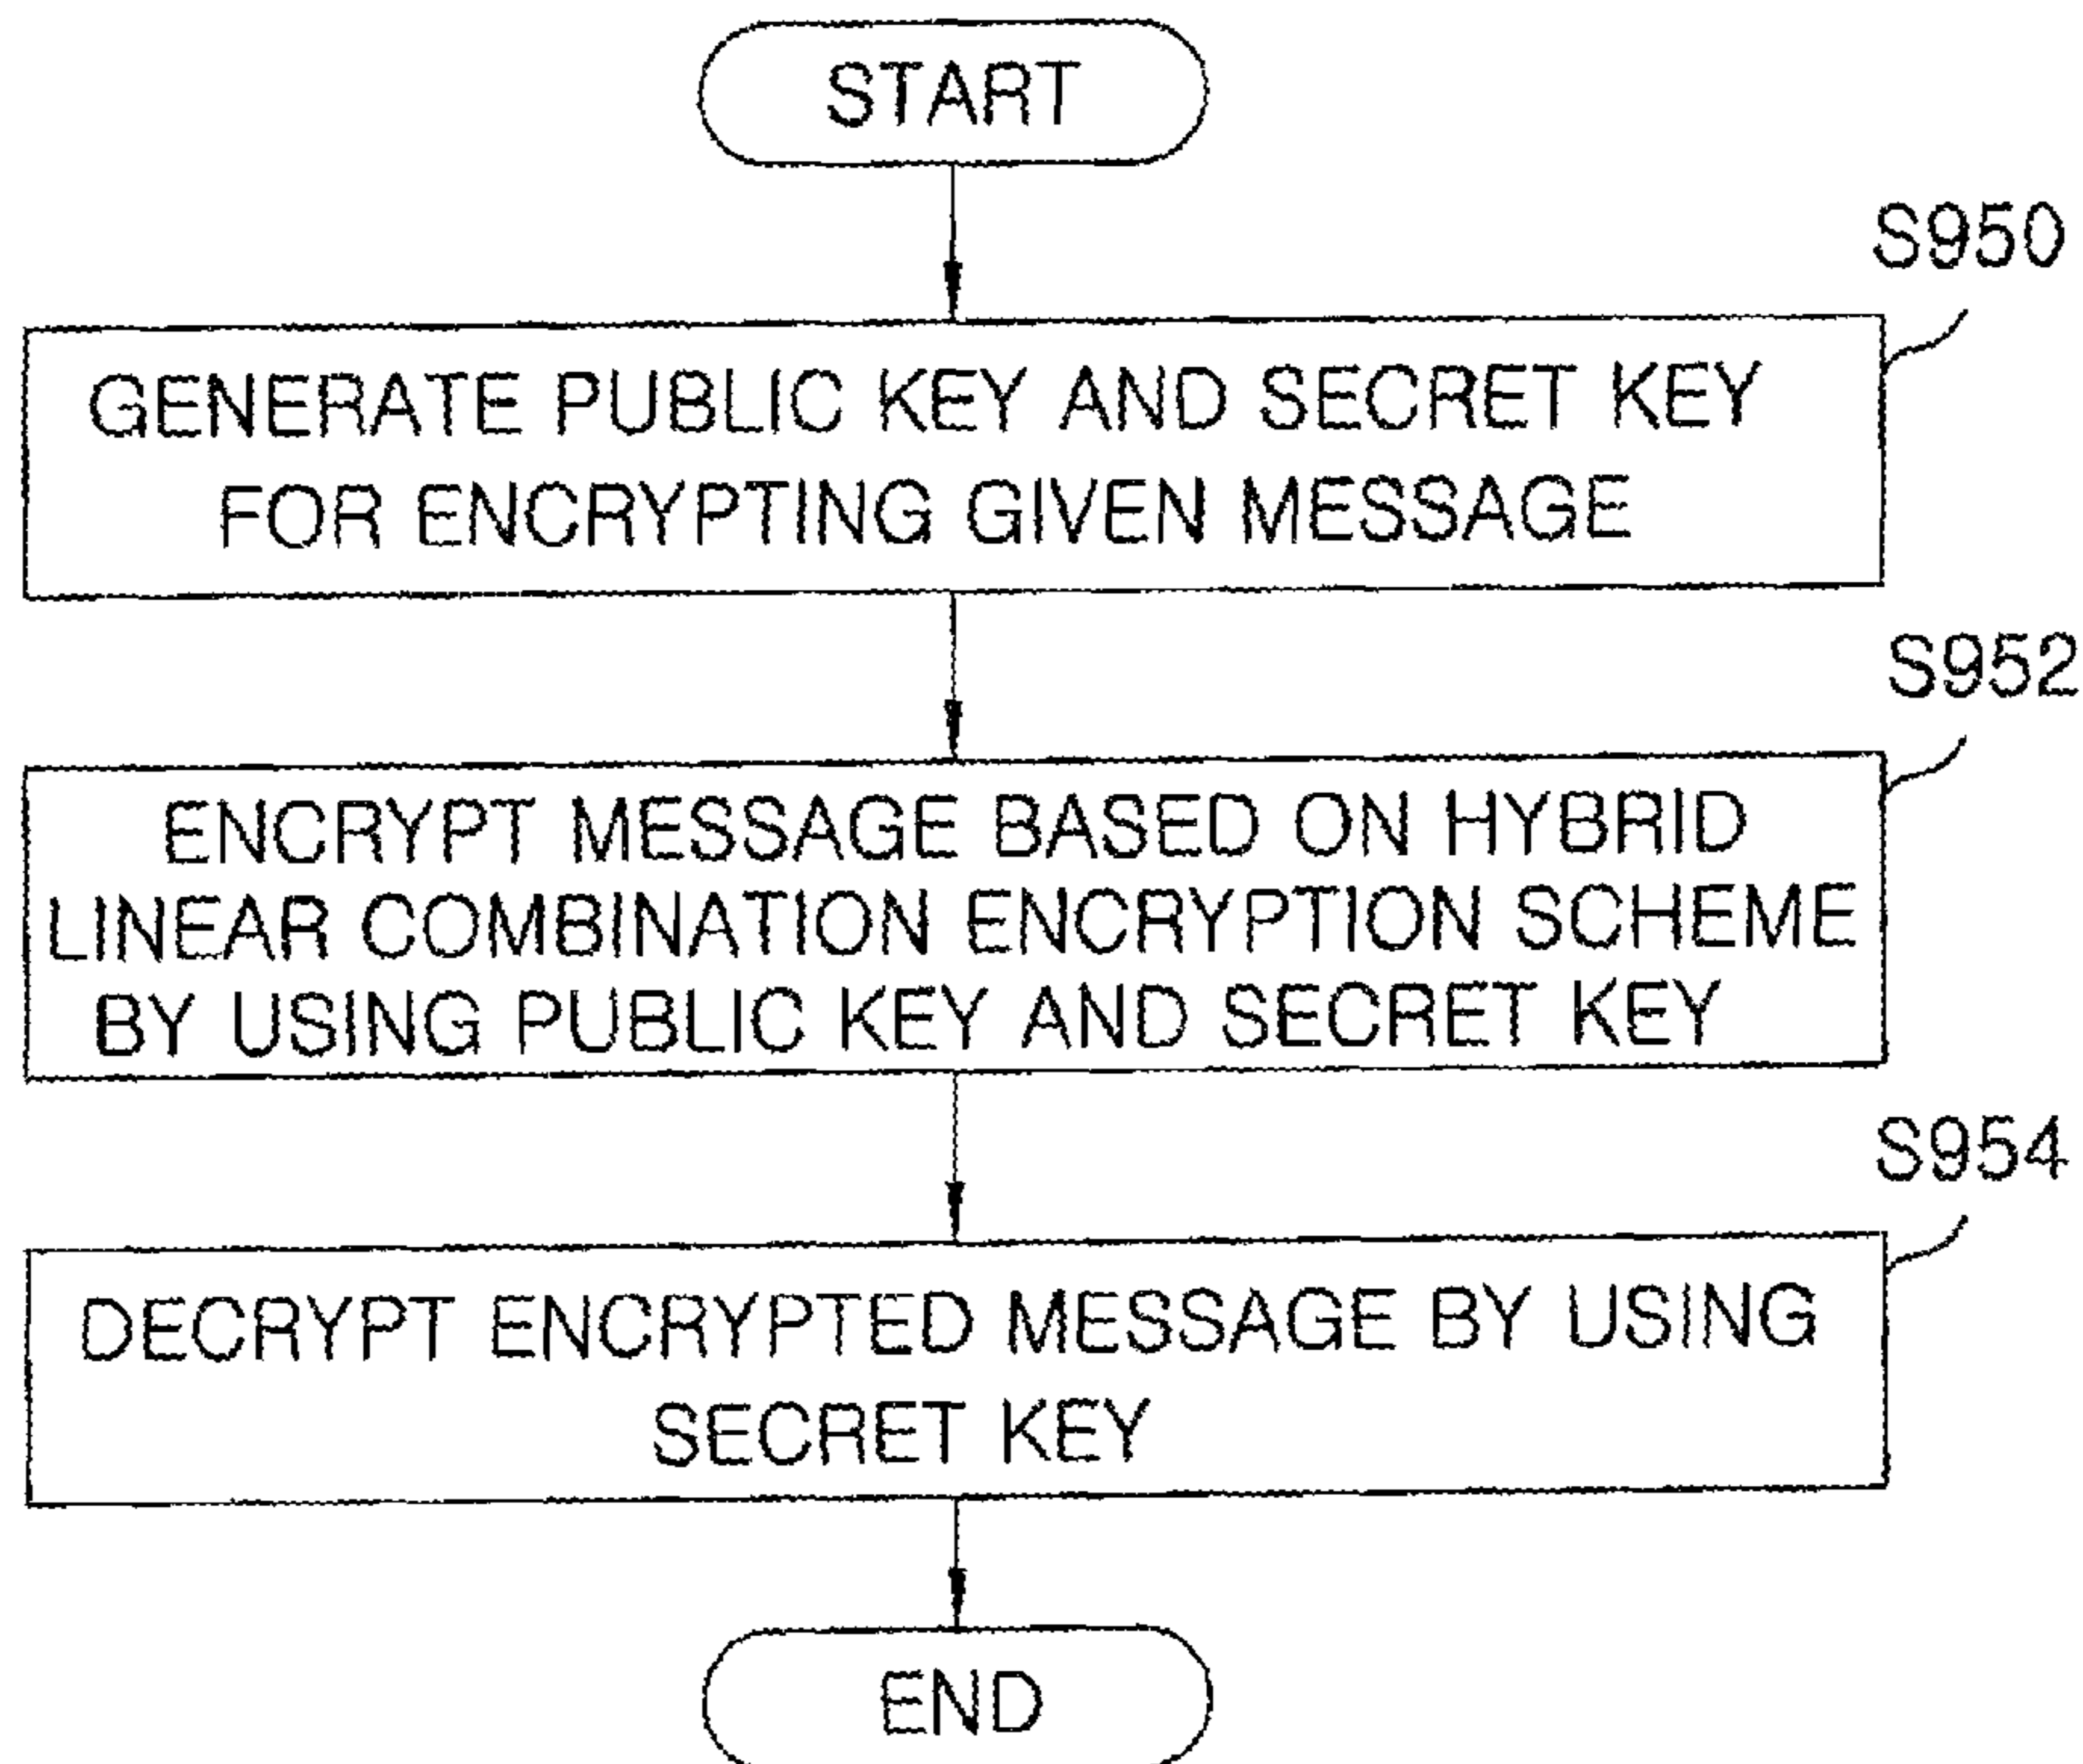 START
S950
GENERATE PUBLIC KEY AND SECRET KEY
FOR ENCRYPTING GIVEN MESSAGE
S952
ENCRYPT MESSAGE BASED ON HYBRID
LINEAR COMBINATION ENCRYPTION SCHEME
BY USING PUBLIC KEY AND SECRET KEY
S954
DECRYPT ENCRYPTED MESSAGE BY USING
SECRET KEY
END